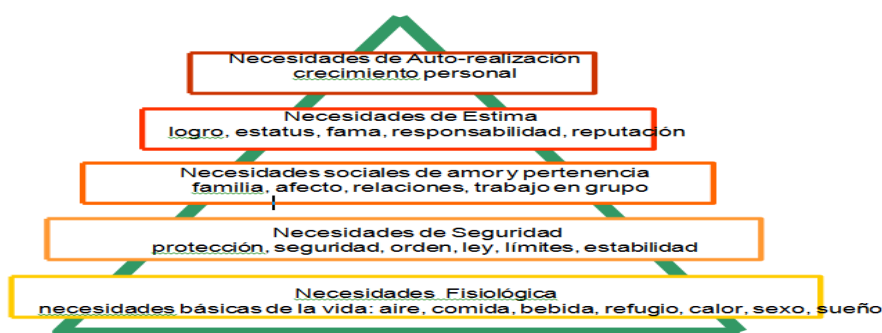 Necesidades de Auto-realización
crecimiento personal
Necesidades de Estima
logro, estatus, fama, responsabilidad, reputación
Necesidades sociales de amor y pertenencia
familia, afecto, relaciones, trabajo en grupo
Necesidades de Seguridad
protección, seguridad, orden, ley, límites, estabilidad
Necesidades Fisiológica
necesidades básicas de la vida: aire, comida, bebida, refugio, calor, sexo, sueño